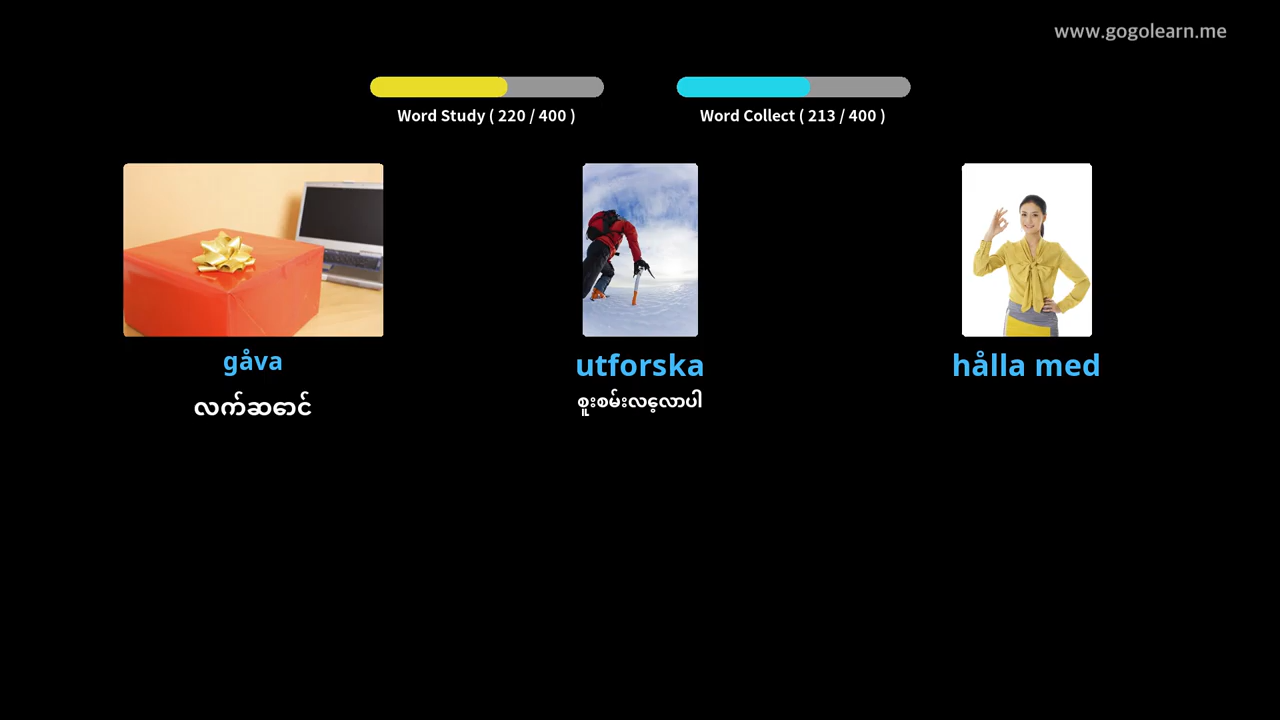 www.gogolearn.me
Word Study ( 220 / 400 )
Word Collect ( 213 / 400 )
gåva
utforska
hålla med
လက်ဆောင်
စူးစမ်းလေ့လာပါ